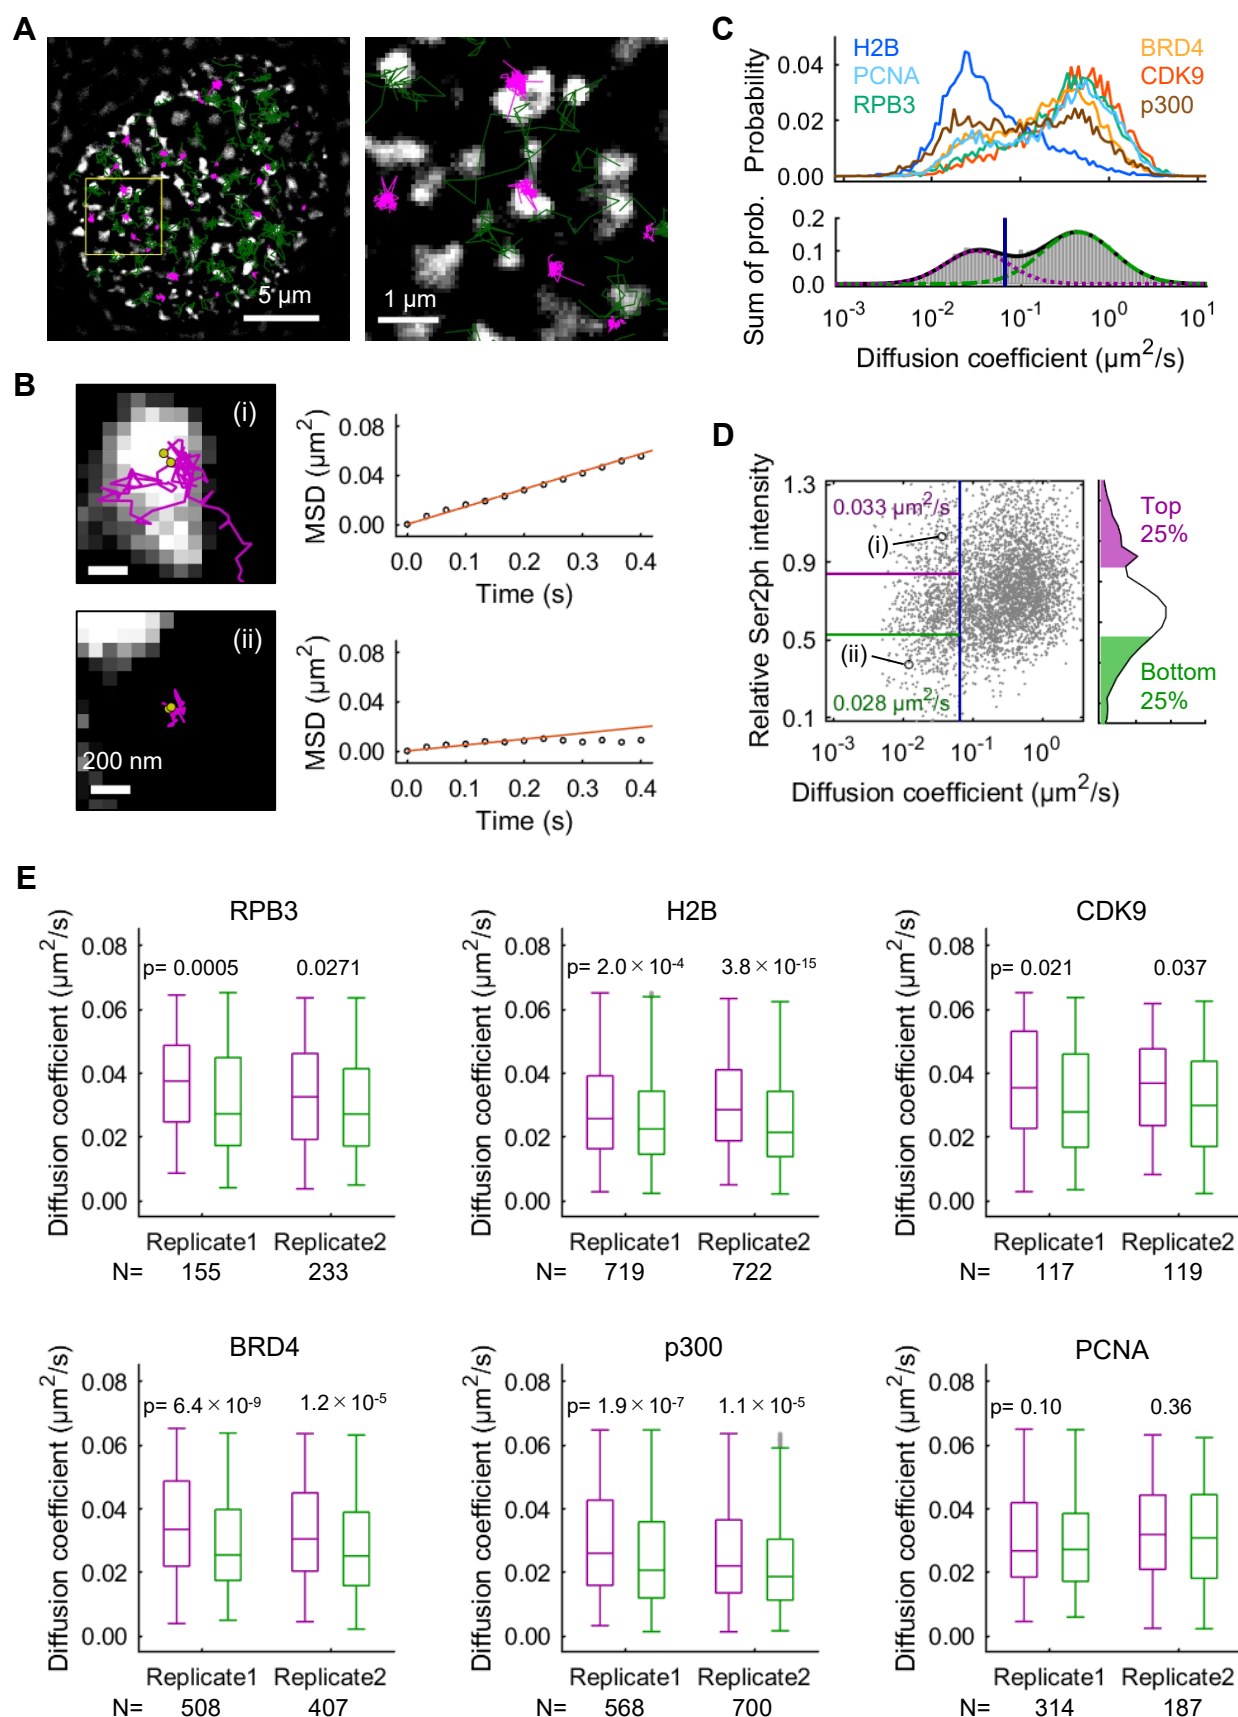 A
5 µm
1 µm
B
(i)
MSD (µm2)
0.08
0.04
0.00
0.0 0.1 0.2 0.3 0.4
Time (s)
(ii)
200 nm
MSD (µm2)
0.08
0.04
0.00
0.0 0.1 0.2 0.3 0.4
Time (s)
C
Probability
0.04
0.02
0.00
H2B
PCNA
RPB3
BRD4
CDK9
p300
Sum of prob.
0.2
0.1
0.0
10-3 10-2 10-1 100 101
Diffusion coefficient (µm2/s)
D
Relative Ser2ph intensity
1.3
0.9
0.5
0.1
0.033 µm2/s
(i)
(ii)
0.028 µm2/s
10-3 10-2 10-1 100
Diffusion coefficient (µm2/s)
Top
25%
Bottom
25%
E
RPB3
Diffusion coefficient (µm2/s)
0.08
0.06
0.04
0.02
0.00
p= 0.0005 0.0271
Replicate1 Replicate2
N= 155 233
H2B
Diffusion coefficient (µm2/s)
0.08
0.06
0.04
0.02
0.00
p= 2.0×10-4 3.8×10-15
Replicate1 Replicate2
N= 719 722
CDK9
Diffusion coefficient (µm2/s)
0.08
0.06
0.04
0.02
0.00
p= 0.021 0.037
Replicate1 Replicate2
N= 117 119
BRD4
Diffusion coefficient (µm2/s)
0.08
0.06
0.04
0.02
0.00
p= 6.4×10-9 1.2×10-5
Replicate1 Replicate2
N= 508 407
p300
Diffusion coefficient (µm2/s)
0.08
0.06
0.04
0.02
0.00
p= 1.9×10-7 1.1×10-5
Replicate1 Replicate2
N= 568 700
PCNA
Diffusion coefficient (µm2/s)
0.08
0.06
0.04
0.02
0.00
p= 0.10 0.36
Replicate1 Replicate2
N= 314 187